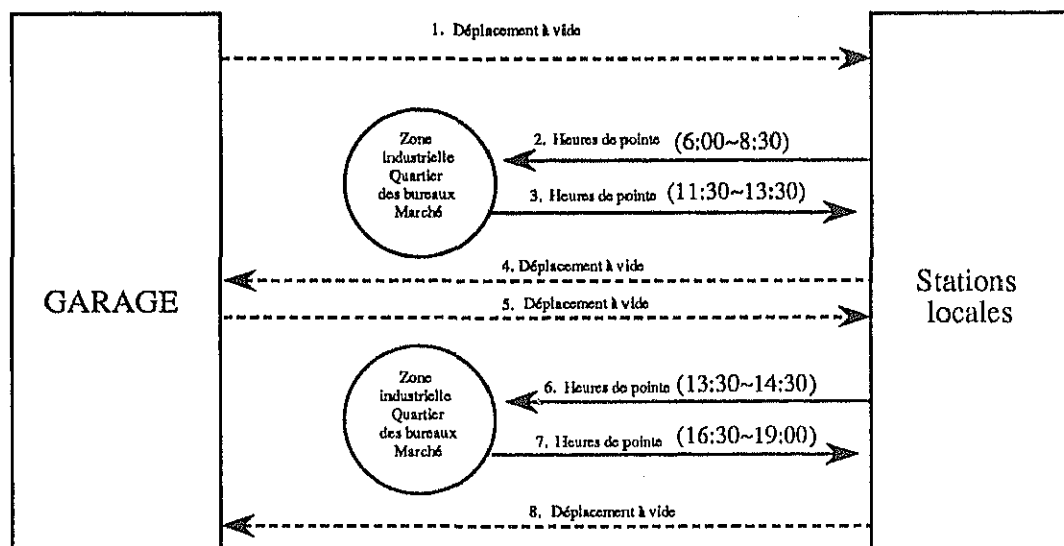 1. Déplacement à vide
Zone
industrielle
Quartier
des bureaux
Marché
2. Heures de pointe (6:00~8:30)
3. Heures de pointe (11:30~13:30)
4. Déplacement à vide
GARAGE
5. Déplacement à vide
Stations
locales
Zone
industrielle
Quartier
des bureaux
Marché
6. Heures de pointe (13:30~14:30)
7. Heures de pointe (16:30~19:00)
8. Déplacement à vide